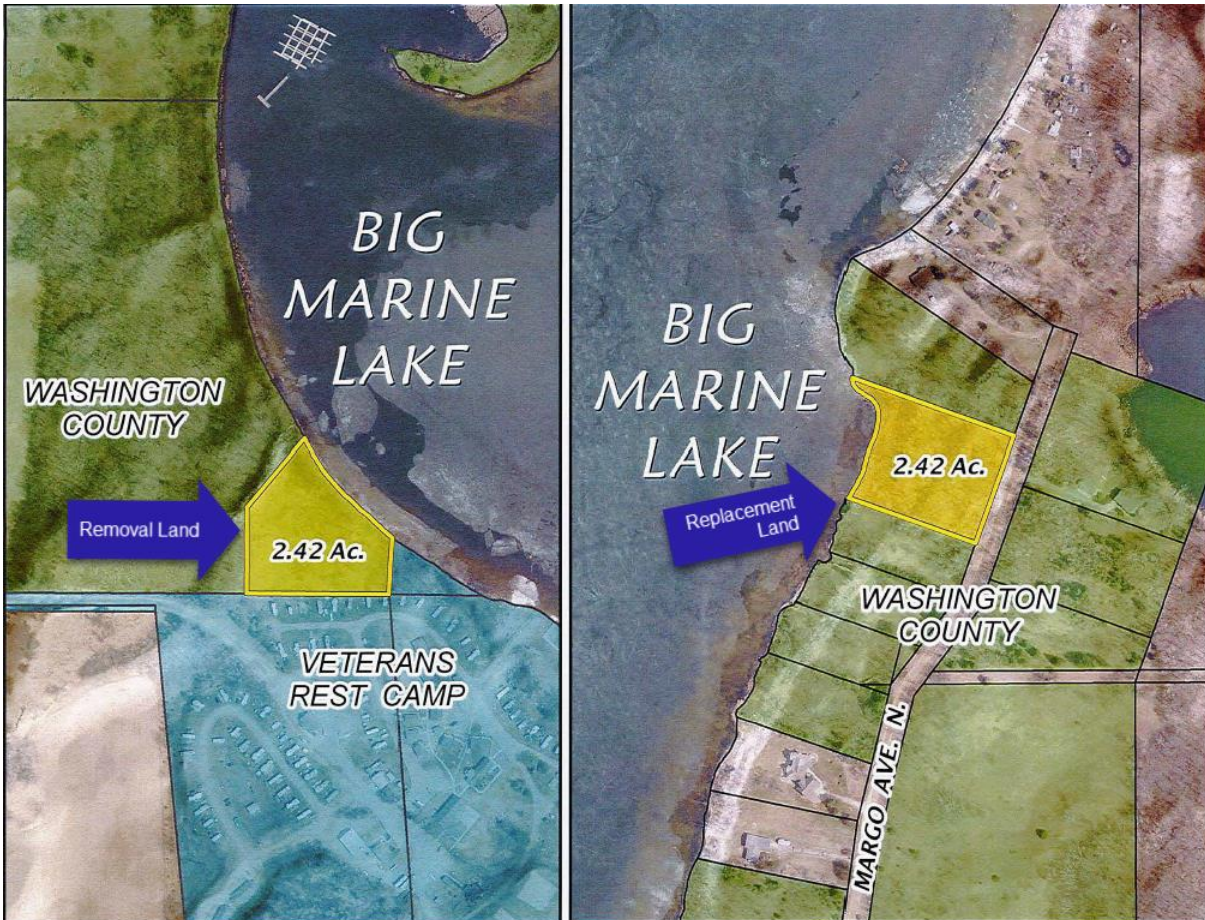 BIG
MARINE
LAKE
WASHINGTON
COUNTY
Removal Land
2.42 Ac.
VETERANS
REST CAMP
BIG
MARINE
LAKE
2.42 Ac.
Replacement
Land
WASHINGTON
COUNTY
MARGO AVE. N.